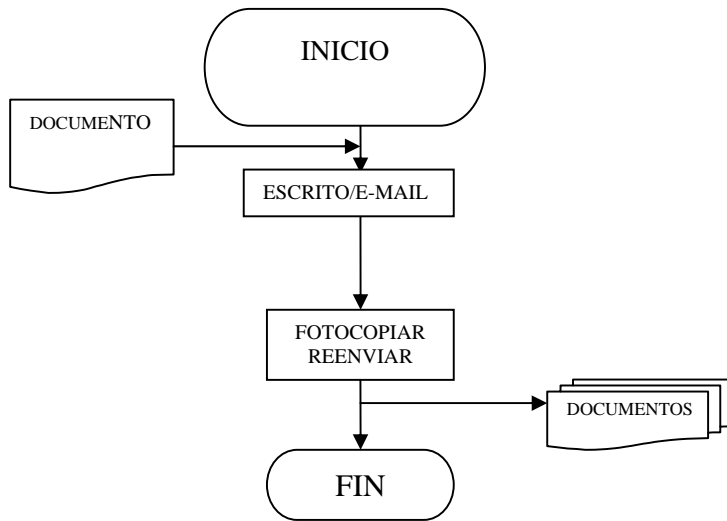 INICIO
DOCUMENTO
ESCRITO/E-MAIL
FOTOCOPIAR
REENVIAR
DOCUMENTOS
FIN